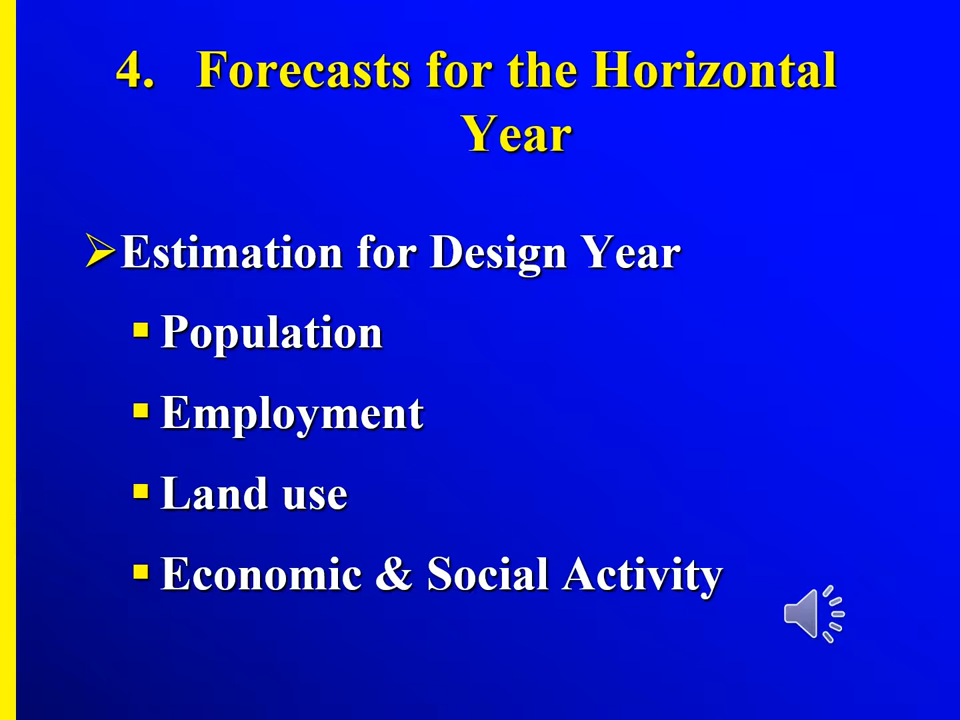 4. Forecasts for the Horizontal
Year
Estimation for Design Year
Population
Employment
Land use
Economic & Social Activity